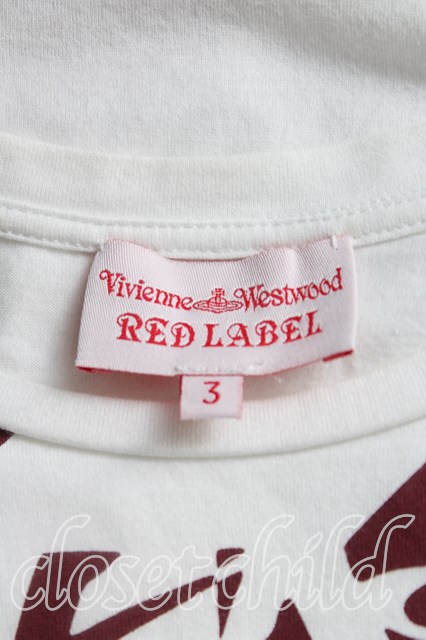 Vivienne Westwood
RED LABEL
3
closetchild